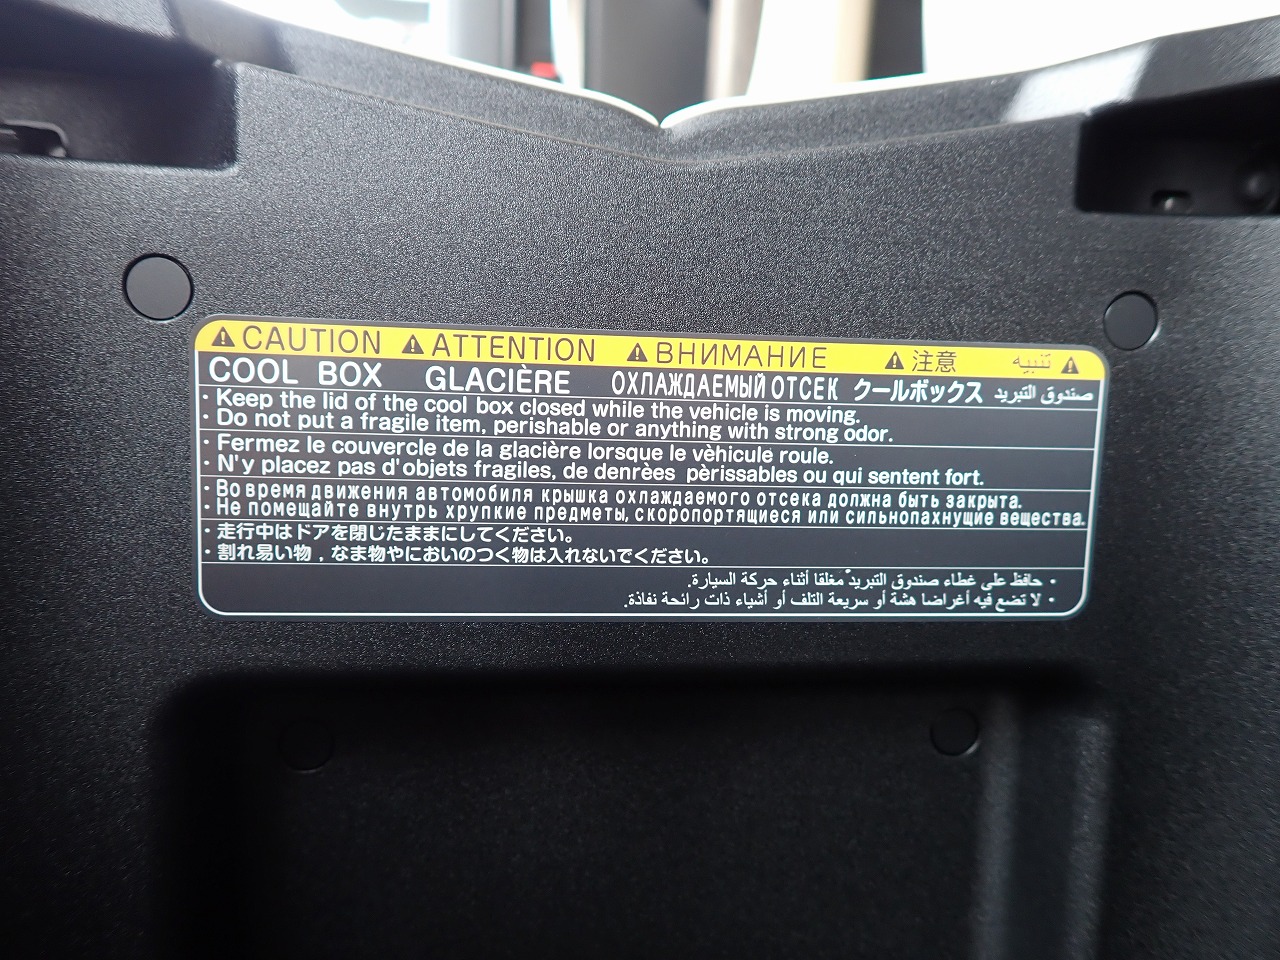 ⚠CAUTION ⚠ATTENTION ⚠ВНИМАНИЕ ⚠注意 ⚠ تنبيه
COOL BOX GLACIÈRE ОХЛАЖДАЕМЫЙ ОТСЕК クールボックス صندوق التبريد
・Keep the lid of the cool box closed while the vehicle is moving.
・Do not put a fragile item, perishable or anything with strong odor.
・Fermez le couvercle de la glacière lorsque le vèhicule roule.
・N'y placez pas d'objets fragiles, de denrèes pèrissables ou qui sentent fort.
・Во время движения автомобиля крышка охлаждаемого отсека должна быть закрыта.
・Не помещайте внутрь хрупкие предметы, скоропортящиеся или сильнопахнущие вещества.
・走行中はドアを閉じたままにしてください。
・割れ易い物，なま物やにおいのつく物は入れないでください。
・حافظ على غطاء صندوق التبريد مغلقا أثناء حركة السيارة.
・لا تضع فيه أغراضا هشة أو سريعة التلف أو أشياء ذات رائحة نفاذة.